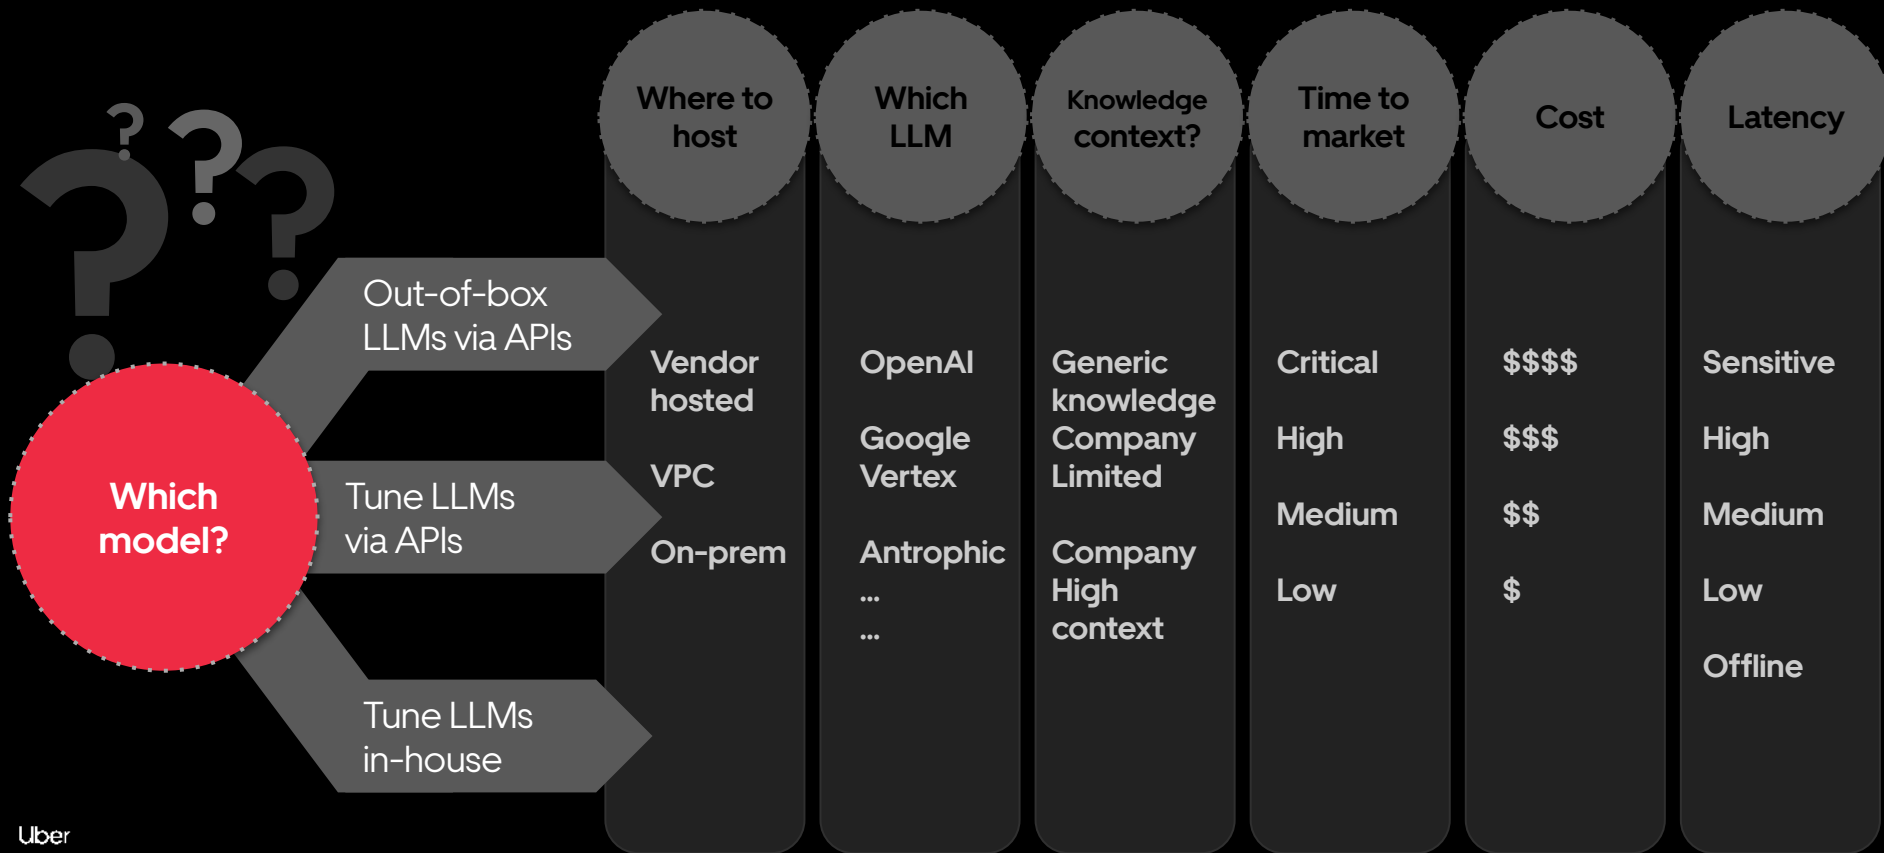 Where to
host
Which
LLM
Knowledge
context?
Time to
market
Cost
Latency
?
?
?
?
Which
model?
Out-of-box
LLMs via APIs
Tune LLMs
via APIs
Tune LLMs
in-house
Vendor
hosted
VPC
On-prem
OpenAI
Google
Vertex
Antrophic
...
...
Generic
knowledge
Company
Limited
Company
High
context
Critical
High
Medium
Low
$$$$
$$$
$$
$
Sensitive
High
Medium
Low
Offline
Uber